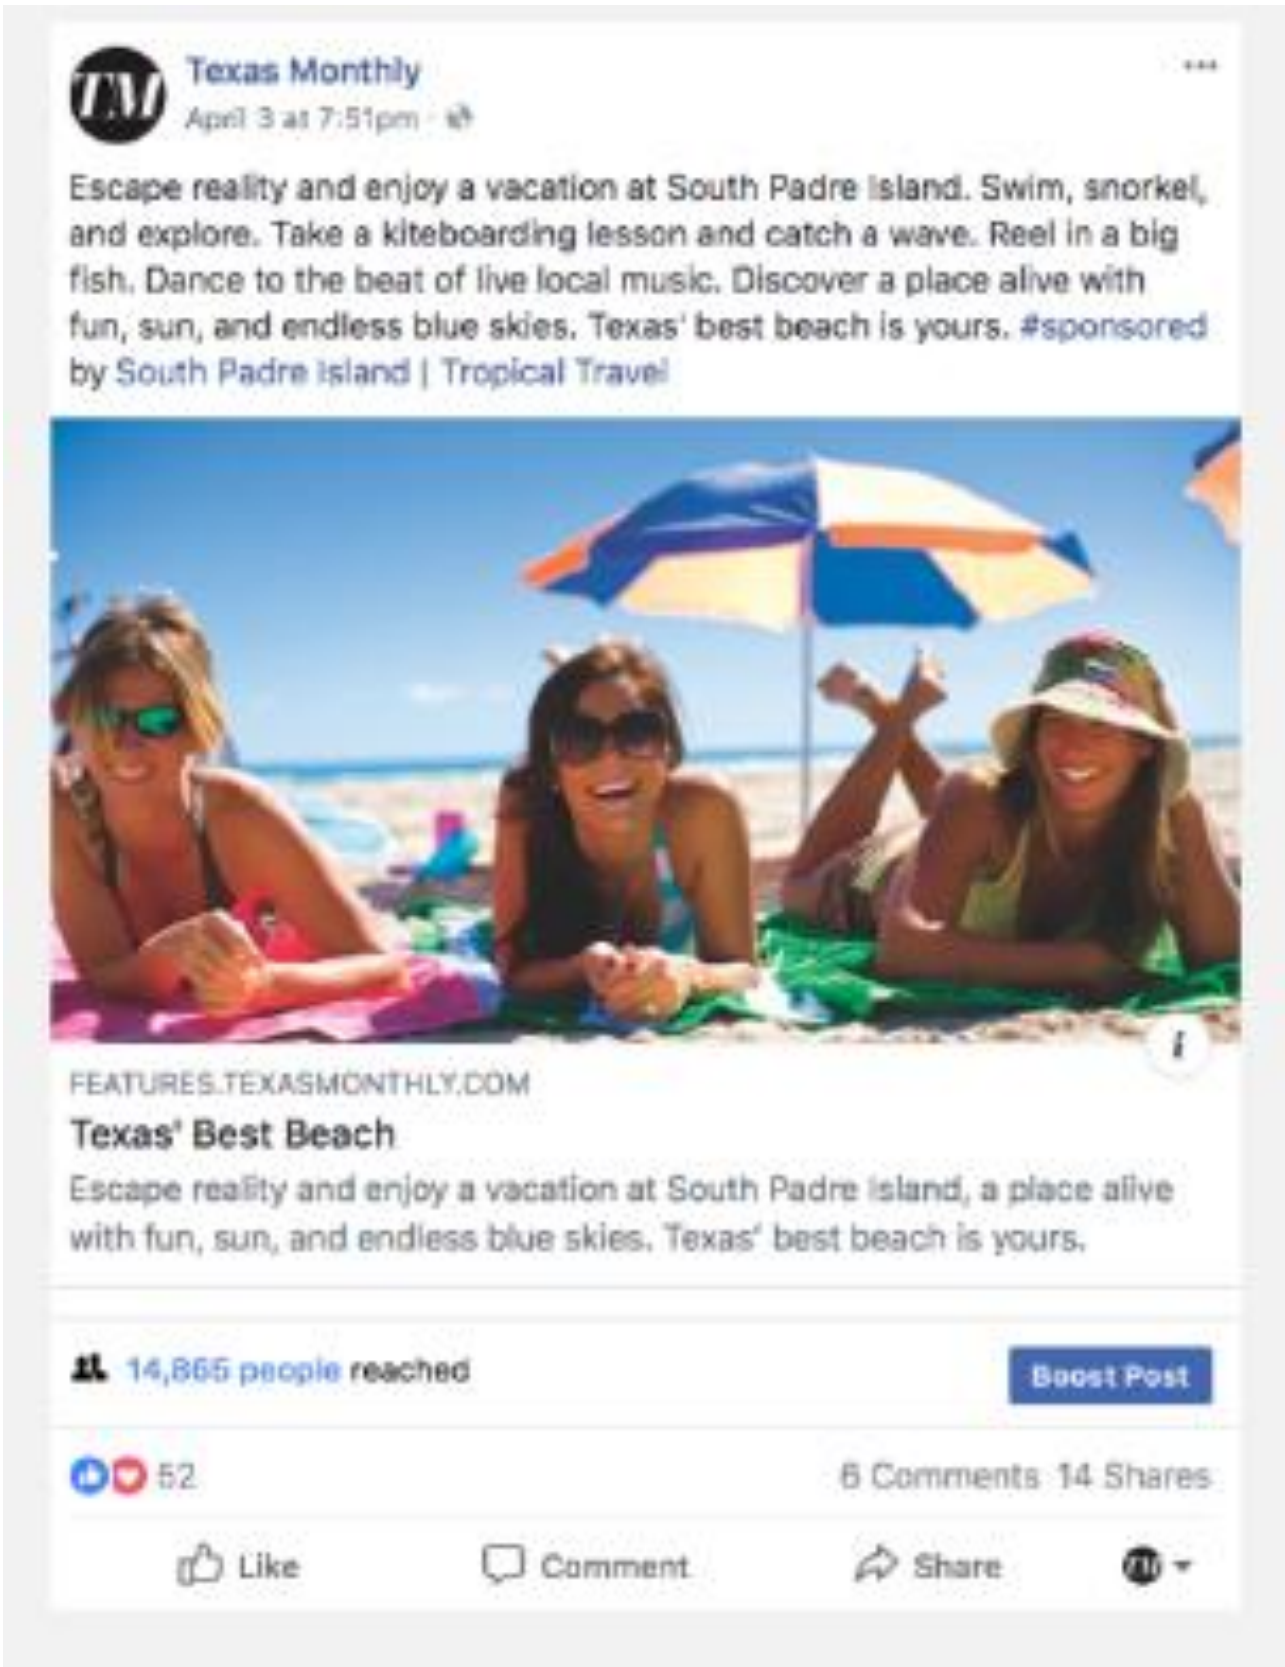 TM
Texas Monthly
...
April 3 at 7:51pm ·
Escape reality and enjoy a vacation at South Padre Island. Swim, snorkel,
and explore. Take a kiteboarding lesson and catch a wave. Reel in a big
fish. Dance to the beat of live local music. Discover a place alive with
fun, sun, and endless blue skies. Texas' best beach is yours. #sponsored
by South Padre Island | Tropical Travel
i
FEATURES.TEXASMONTHLY.COM
Texas' Best Beach
Escape reality and enjoy a vacation at South Padre Island, a place alive
with fun, sun, and endless blue skies. Texas' best beach is yours.
14,865 people reached
Boost Post
52
6 Comments 14 Shares
Like
Comment
Share
TM